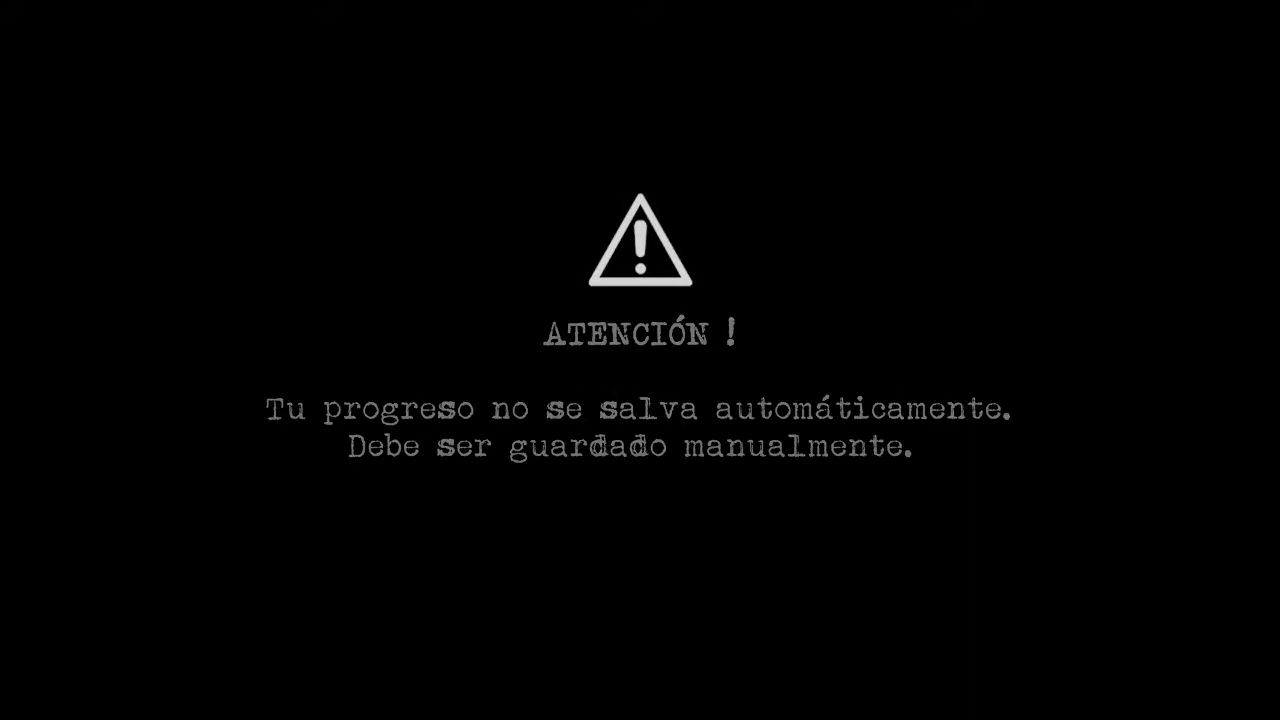 ATENCIÓN !
Tu progreso no se salva automáticamente.
Debe ser guardado manualmente.